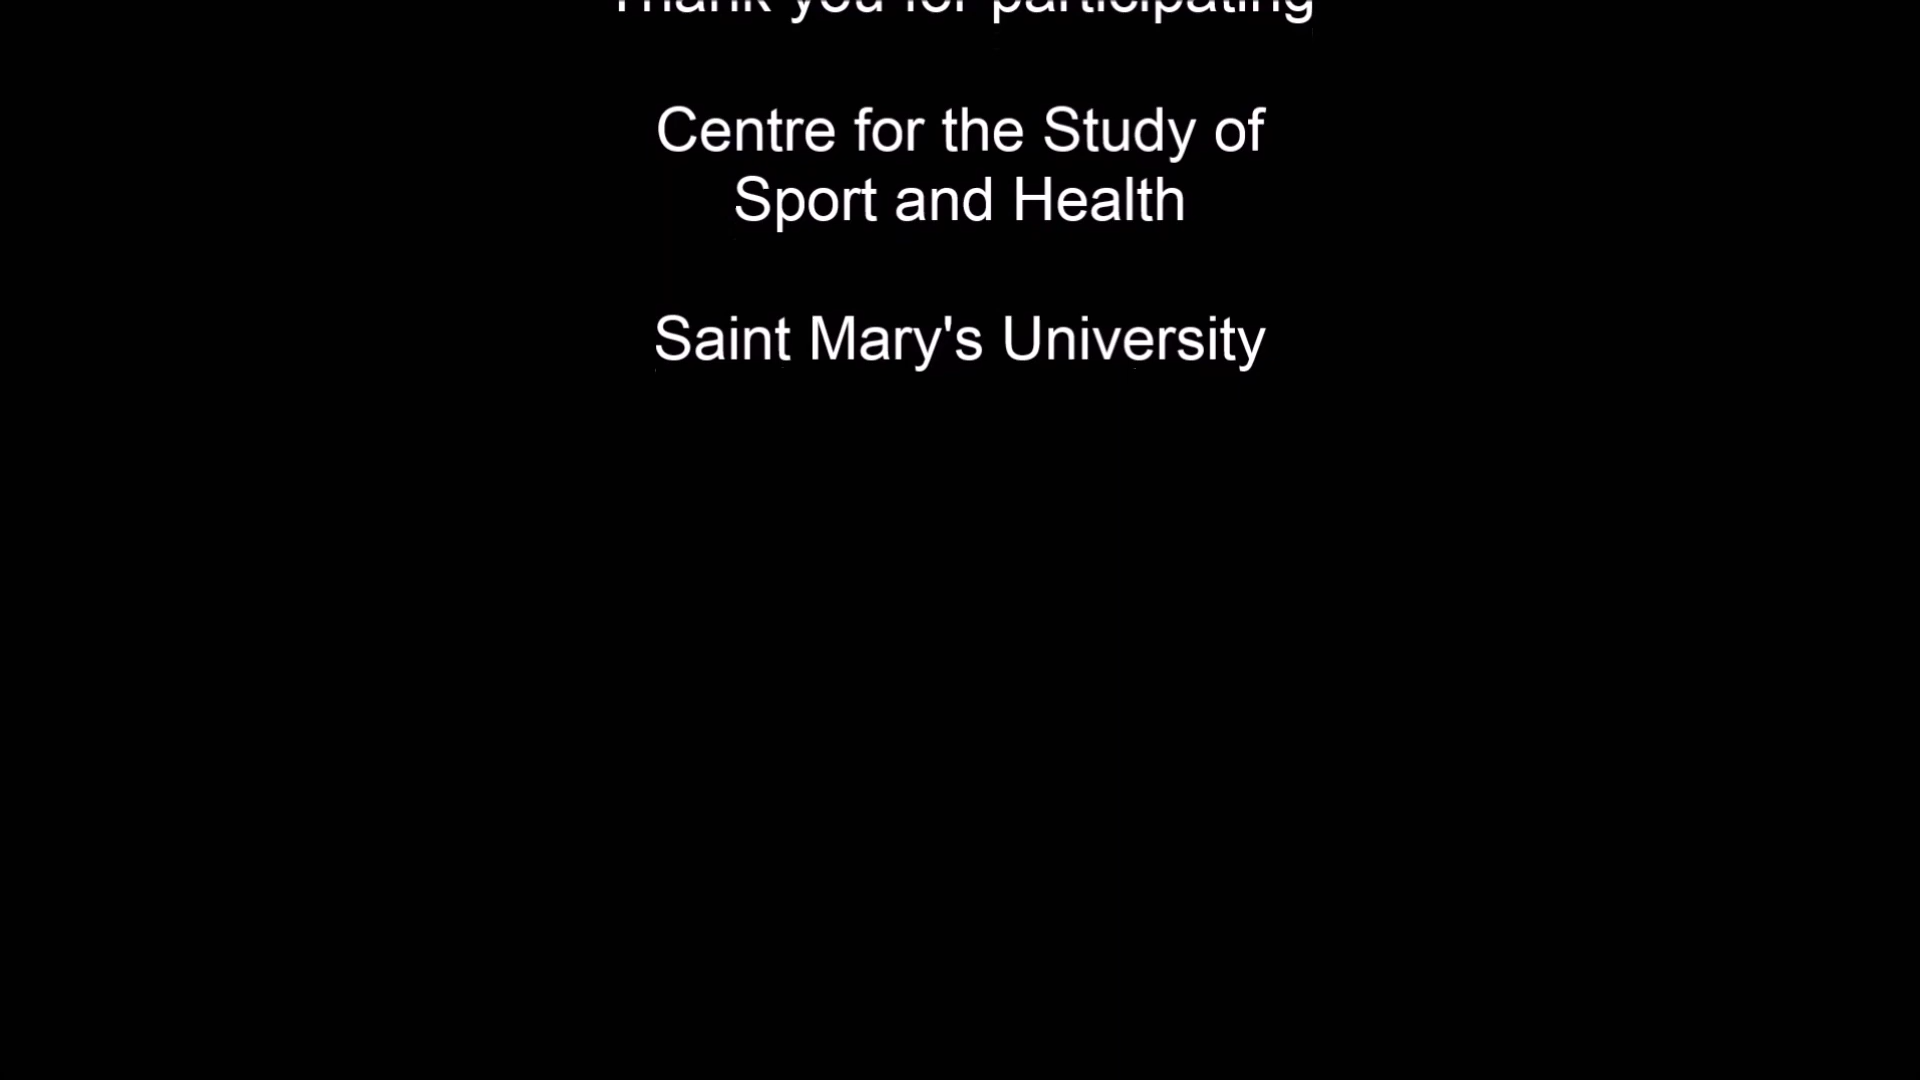 Thank you for participating
Centre for the Study of
Sport and Health
Saint Mary's University